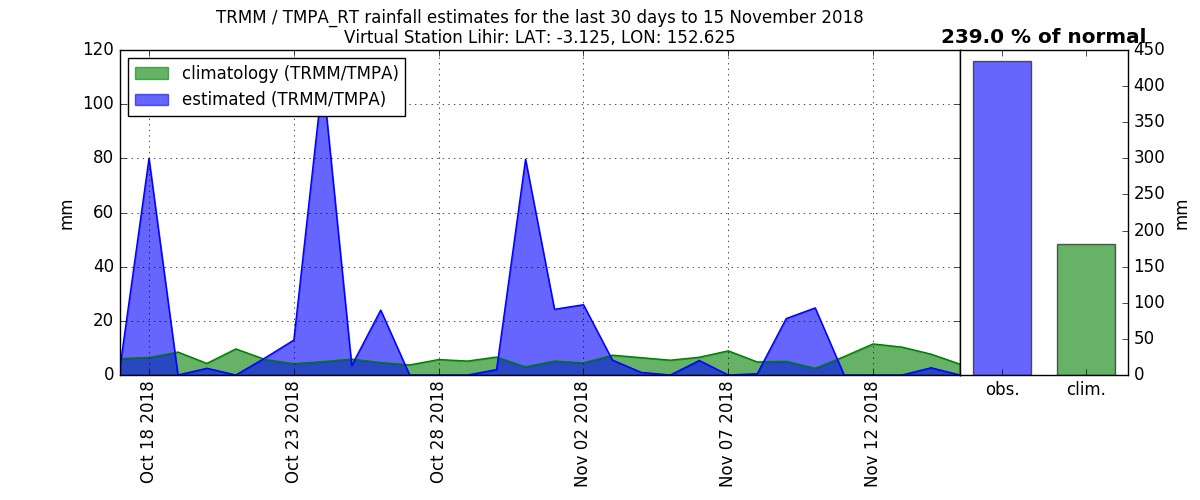 TRMM / TMPA_RT rainfall estimates for the last 30 days to 15 November 2018
Virtual Station Lihir: LAT: -3.125, LON: 152.625
239.0 % of normal
climatology (TRMM/TMPA)
estimated (TRMM/TMPA)
mm
120
100
80
60
40
20
0
Oct 18 2018
Oct 23 2018
Oct 28 2018
Nov 02 2018
Nov 07 2018
Nov 12 2018
450
400
350
300
250
200
150
100
50
0
mm
obs.
clim.